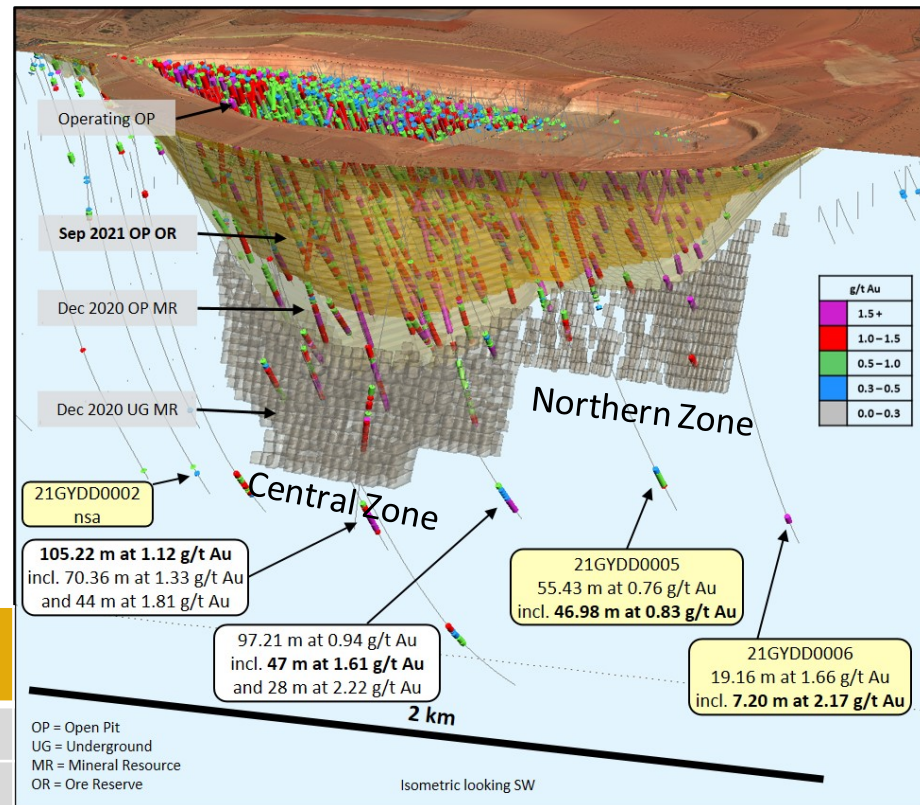 Operating OP
Sep 2021 OP OR
Dec 2020 OP MR
Dec 2020 UG MR
g/t Au
1.5 +
1.0 – 1.5
0.5 – 1.0
0.3 – 0.5
0.0 – 0.3
Northern Zone
Central Zone
21GYDD0002
nsa
105.22 m at 1.12 g/t Au
incl. 70.36 m at 1.33 g/t Au
and 44 m at 1.81 g/t Au
97.21 m at 0.94 g/t Au
incl. 47 m at 1.61 g/t Au
and 28 m at 2.22 g/t Au
21GYDD0005
55.43 m at 0.76 g/t Au
incl. 46.98 m at 0.83 g/t Au
21GYDD0006
19.16 m at 1.66 g/t Au
incl. 7.20 m at 2.17 g/t Au
2 km
OP = Open Pit
UG = Underground
MR = Mineral Resource
OR = Ore Reserve
Isometric looking SW